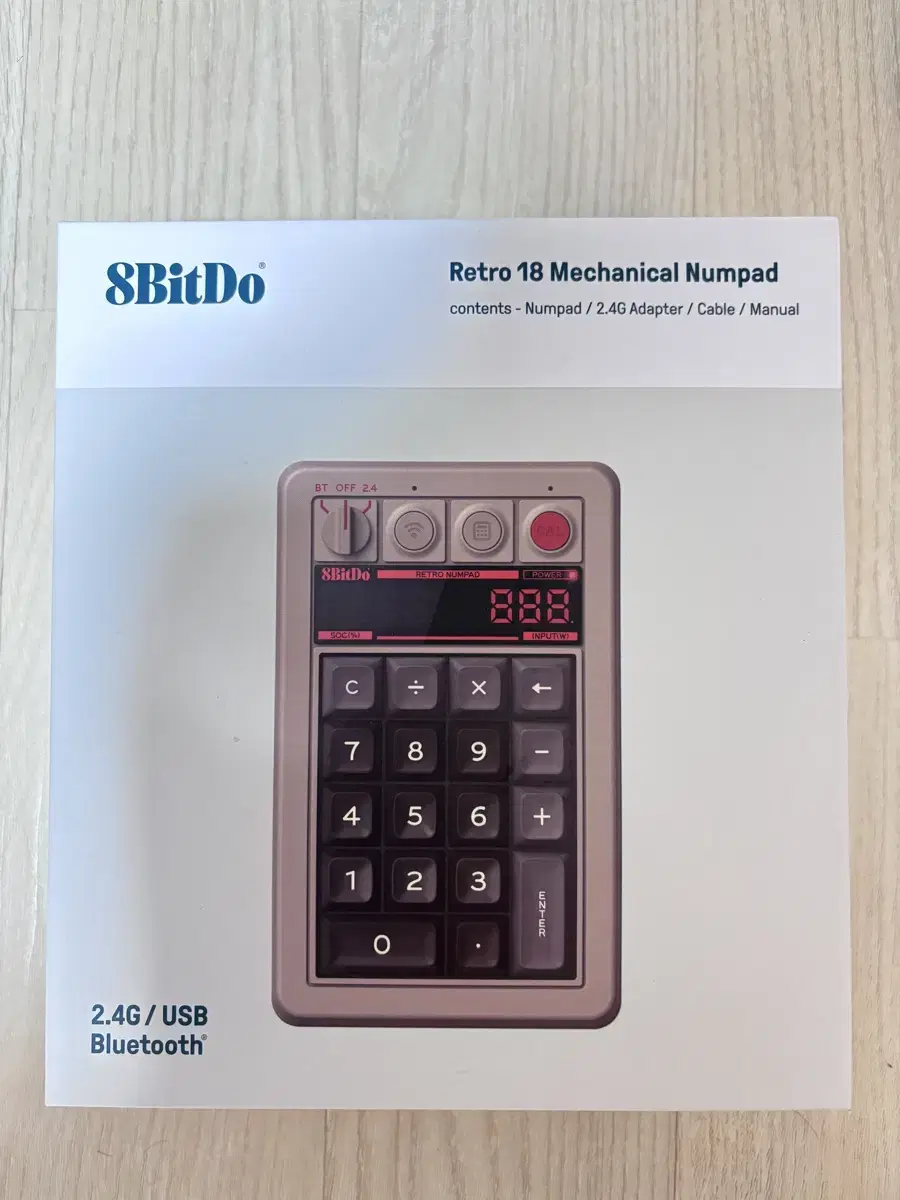 8BitDo®
Retro 18 Mechanical Numpad
contents - Numpad / 2.4G Adapter / Cable / Manual
BT OFF 2.4
CAL
8BitDo RETRO NUMPAD POWER
888.
SOC(%) INPUT(W)
C ÷ × ←
7 8 9 −
4 5 6 +
1 2 3
ENTER
0 .
2.4G / USB
Bluetooth®